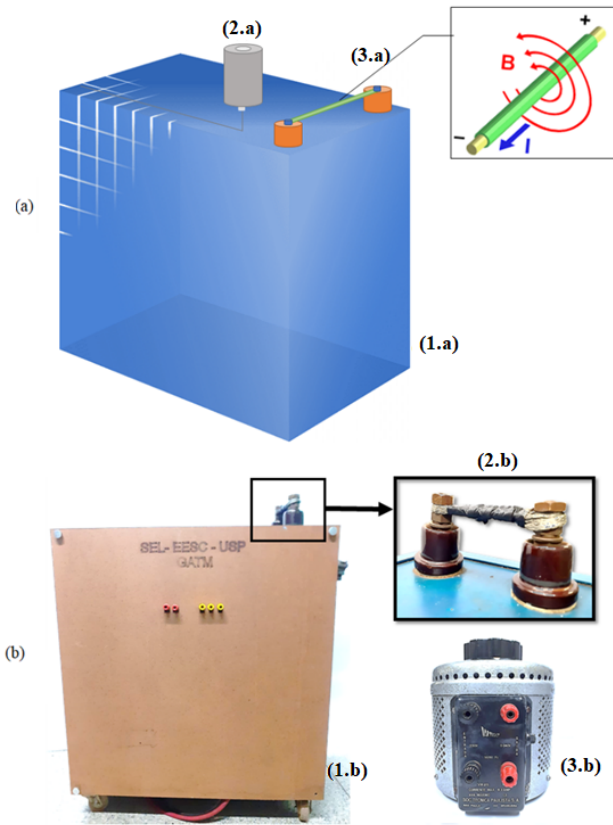 (2.a)
(3.a)
+
B
I
−
(a)
(1.a)
(2.b)
SEL-EESC-USP
GATM
(b)
(1.b)
(3.b)